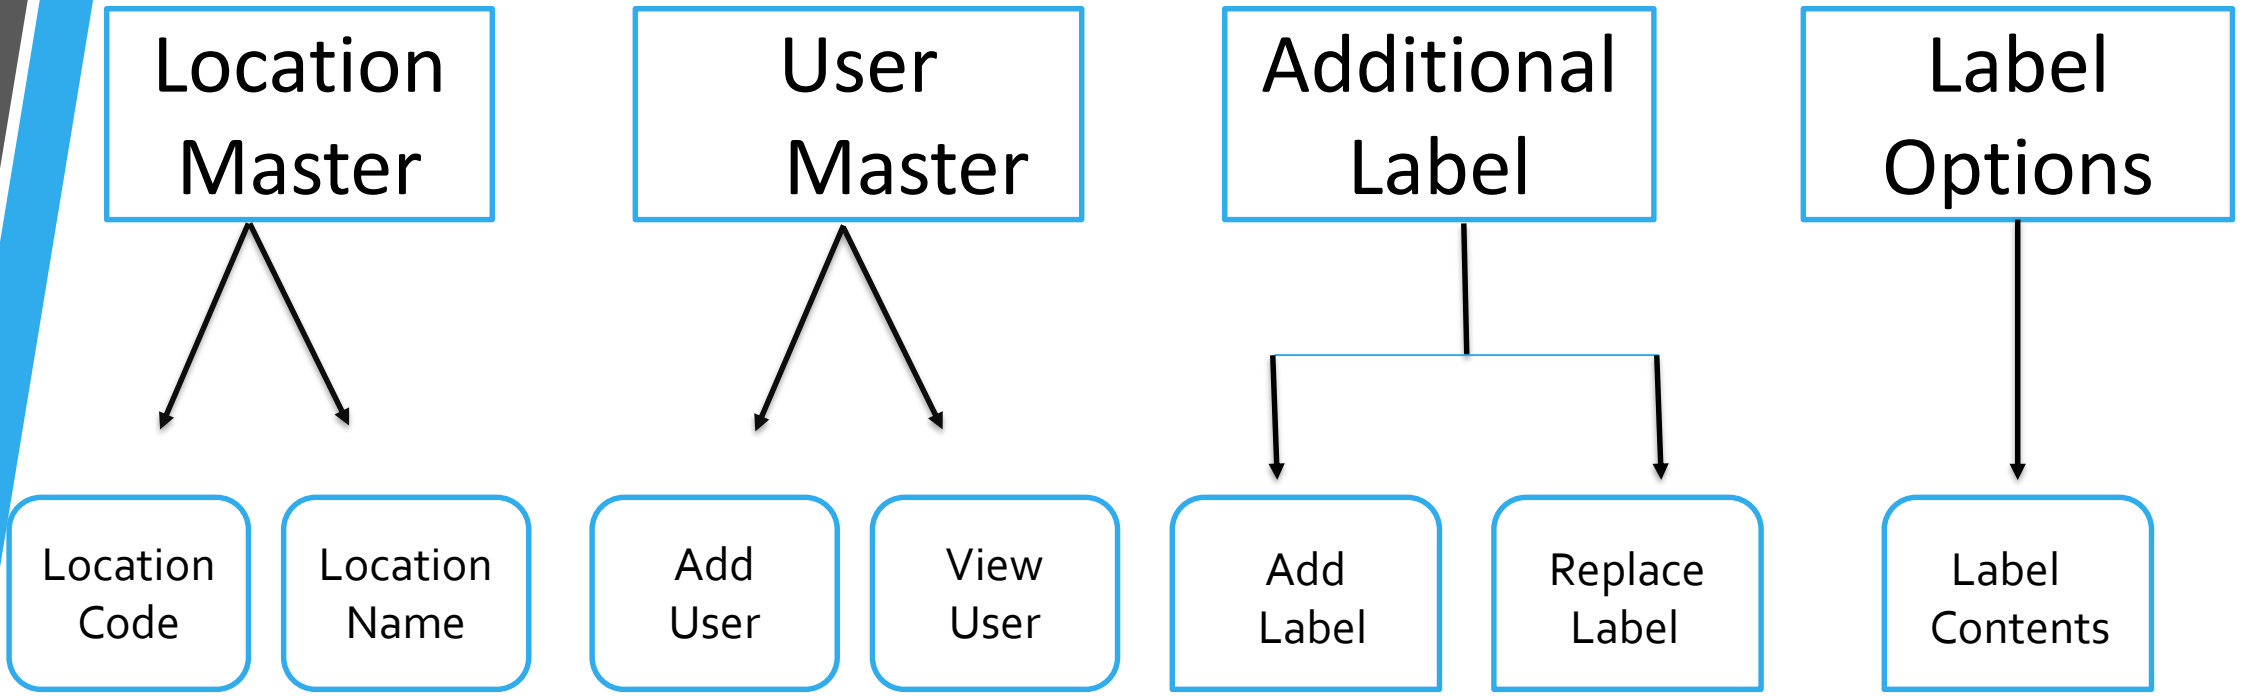 Location
Master
User
Master
Additional
Label
Label
Options
Location
Code
Location
Name
Add
User
View
User
Add
Label
Replace
Label
Label
Contents